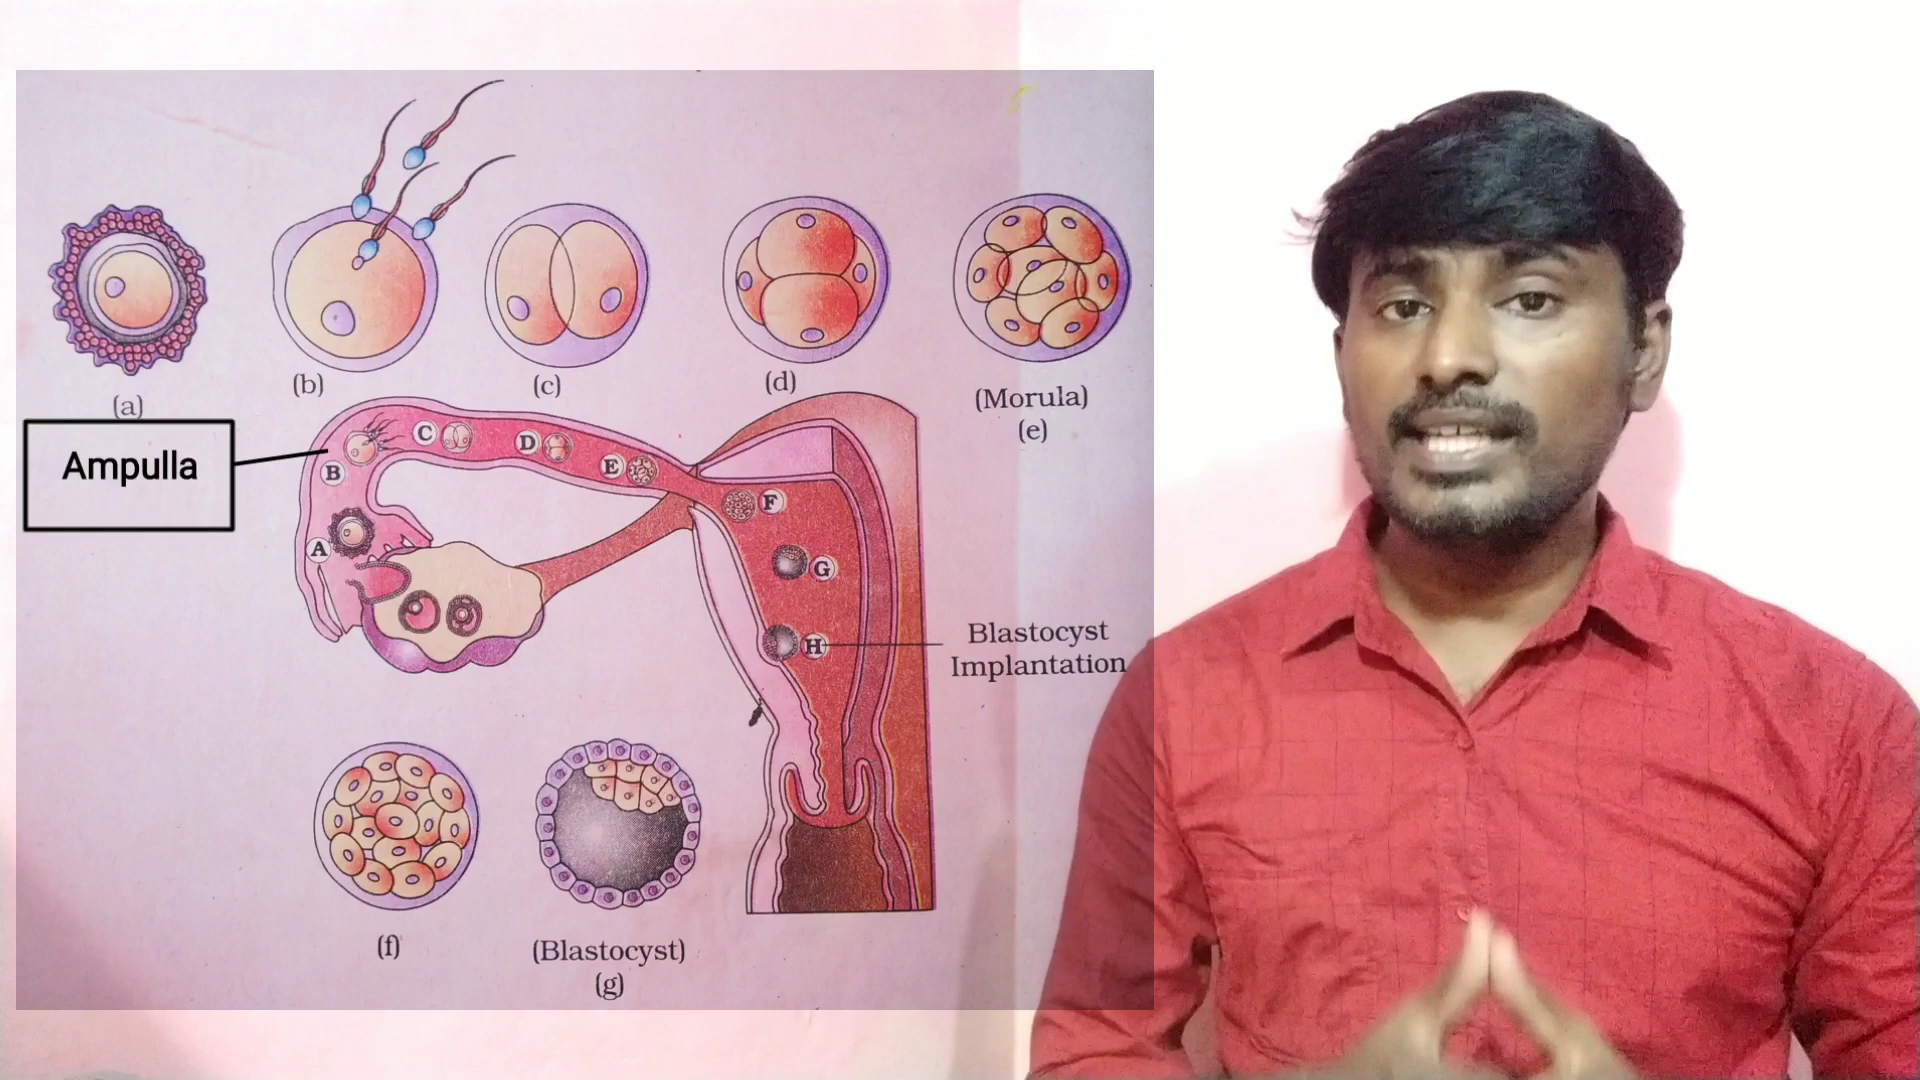 (a)
(b)
(c)
(d)
(Morula)
(e)
Ampulla
A
B
C
D
E
F
G
H
Blastocyst
Implantation
(f)
(Blastocyst)
(g)